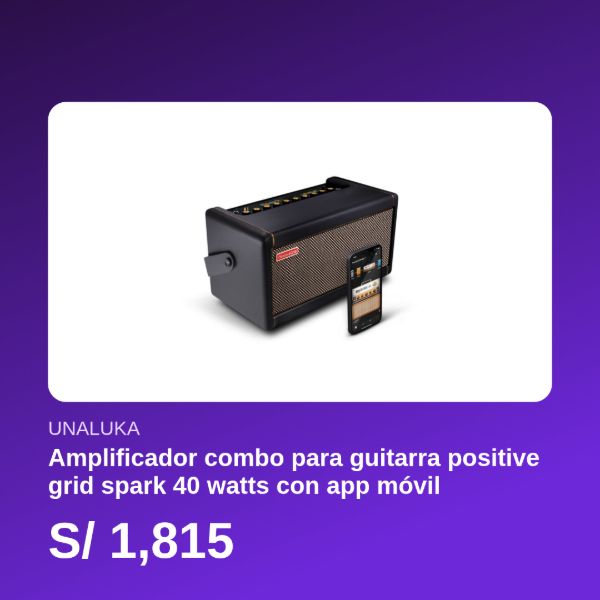 UNALUKA
Amplificador combo para guitarra positive
grid spark 40 watts con app móvil
S/ 1,815